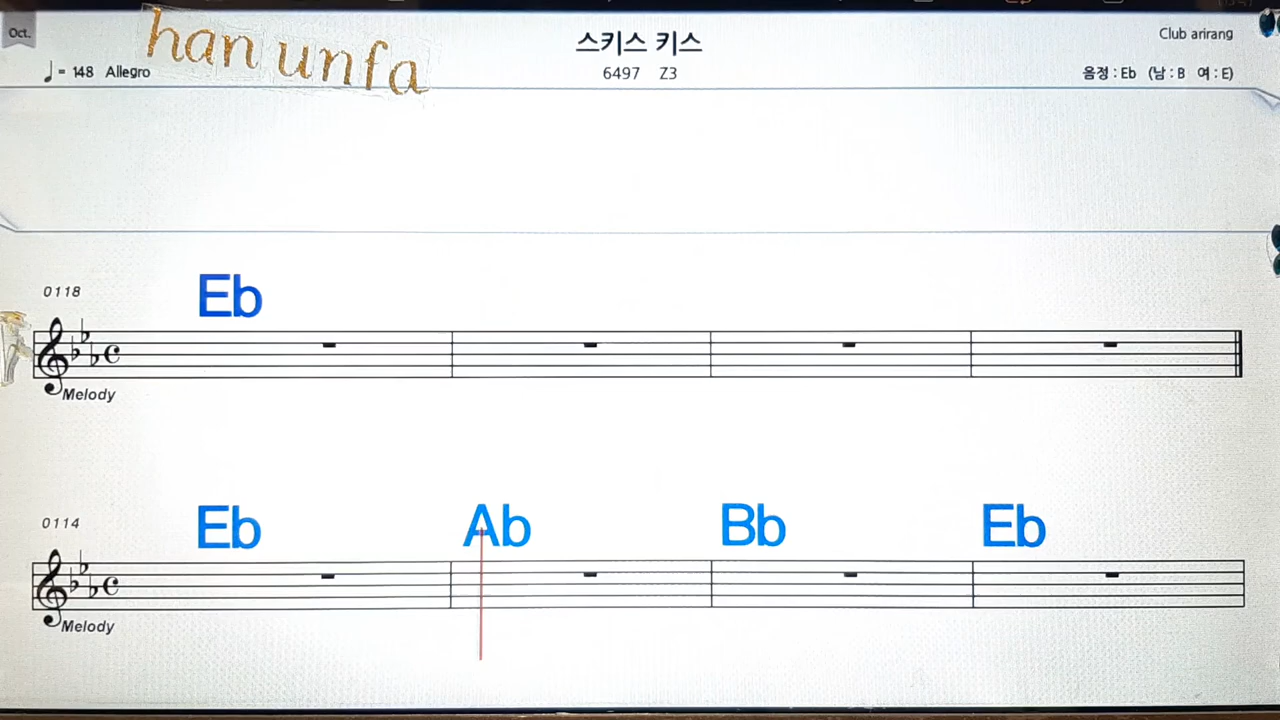 Oct.
han unfa
♩= 148 Allegro
스키스 키스
6497 Z3
Club arirang
음정 : Eb (남 : B 여 : E)
0118
Eb
Melody
0114
Eb Ab Bb Eb
Melody